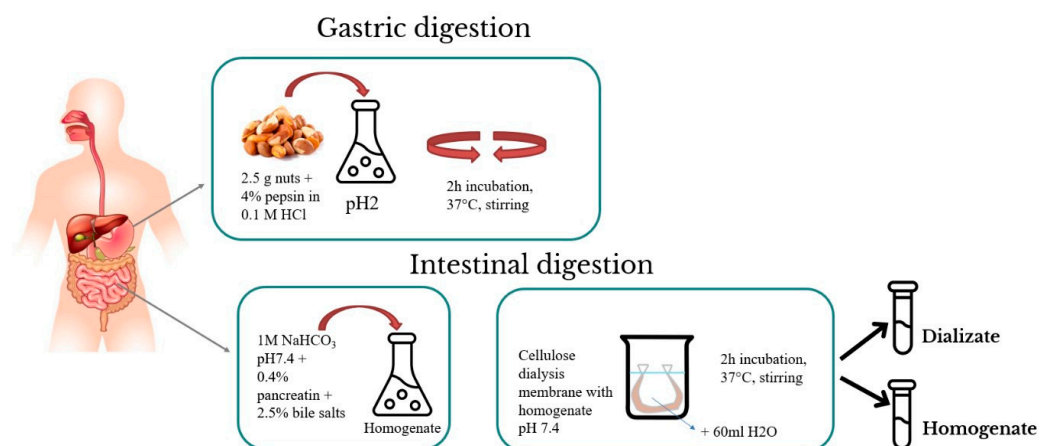 Gastric digestion
2.5 g nuts +
4% pepsin in
0.1 M HCl
pH2
2h incubation,
37°C, stirring
Intestinal digestion
1M NaHCO₃
pH7.4 +
0.4%
pancreatin +
2.5% bile salts
Homogenate
Cellulose
dialysis
membrane with
homogenate
pH 7.4
+ 60ml H2O
2h incubation,
37°C, stirring
Dializate
Homogenate